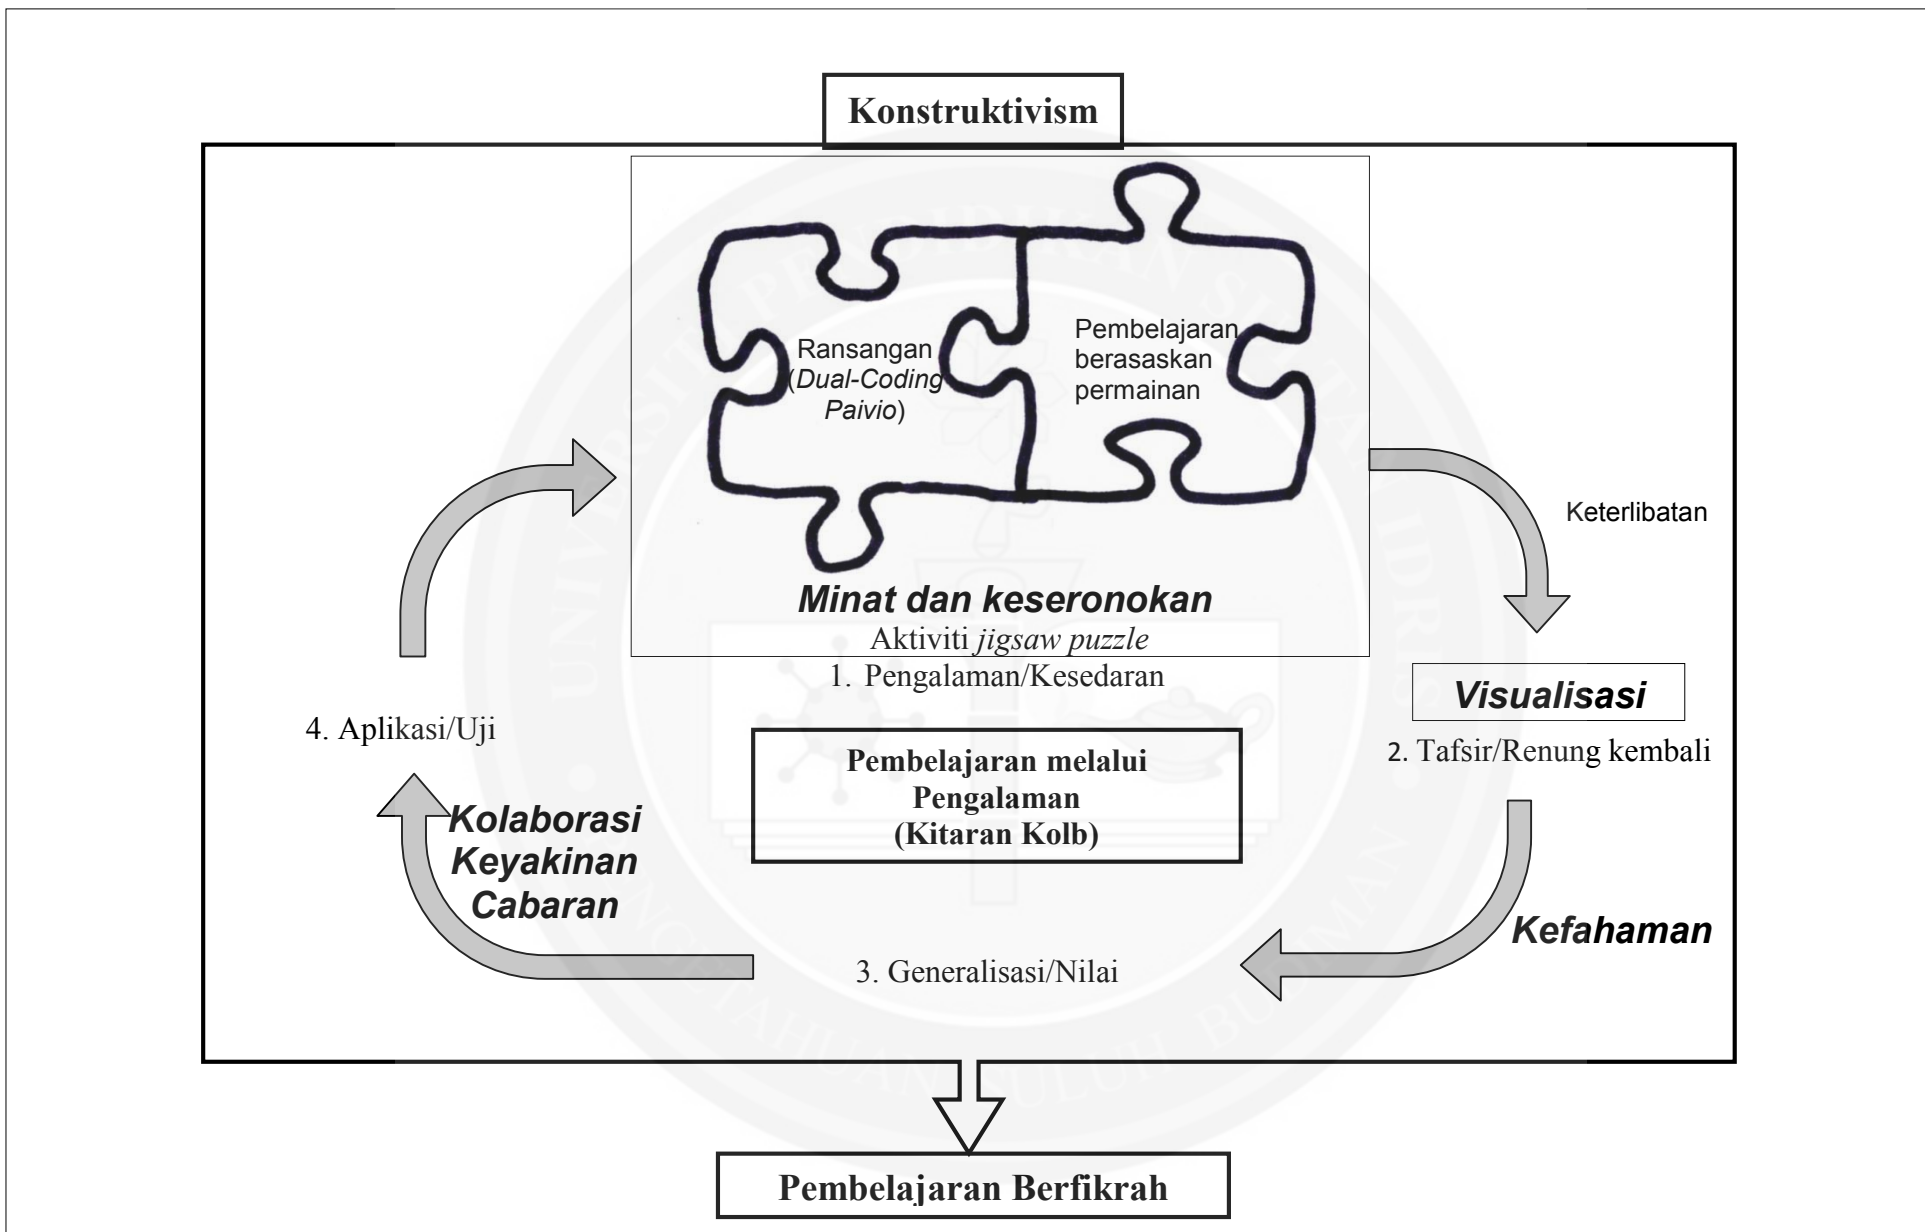 Konstruktivism
Ransangan
(Dual-Coding
Paivio)
Pembelajaran
berasaskan
permainan
Keterlibatan
Minat dan keseronokan
Aktiviti jigsaw puzzle
1. Pengalaman/Kesedaran
Visualisasi
2. Tafsir/Renung kembali
4. Aplikasi/Uji
Pembelajaran melalui
Pengalaman
(Kitaran Kolb)
Kolaborasi
Keyakinan
Cabaran
Kefahaman
3. Generalisasi/Nilai
Pembelajaran Berfikrah